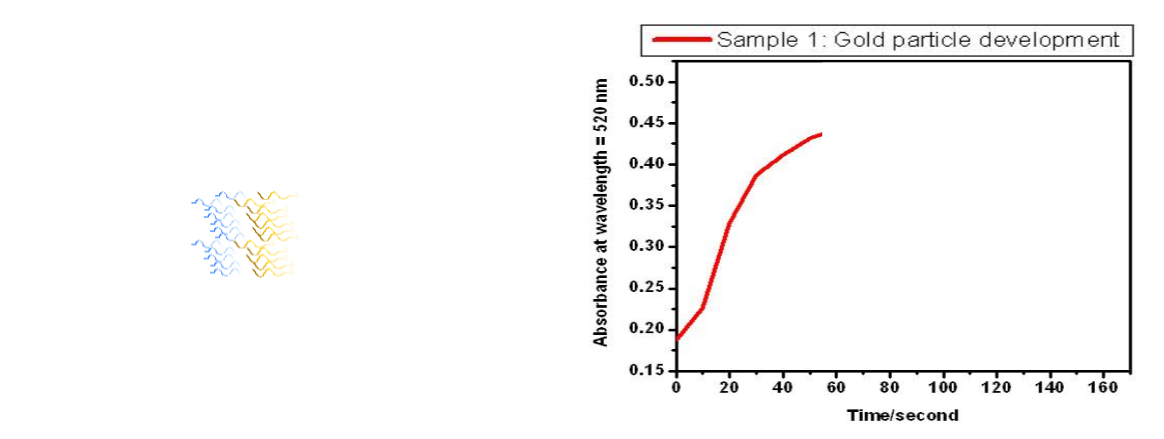 Sample 1: Gold particle development
Absorbance at wavelength = 520 nm
0.50
0.45
0.40
0.35
0.30
0.25
0.20
0.15
0 20 40 60 80 100 120 140 160
Time/second